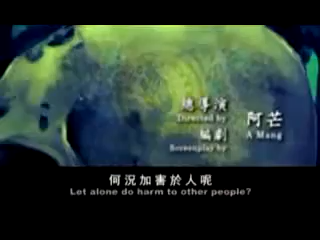 總導演
Directed by
編劇
Screenplay by
阿芒
A Mang
何況加害於人呢
Let alone do harm to other people?